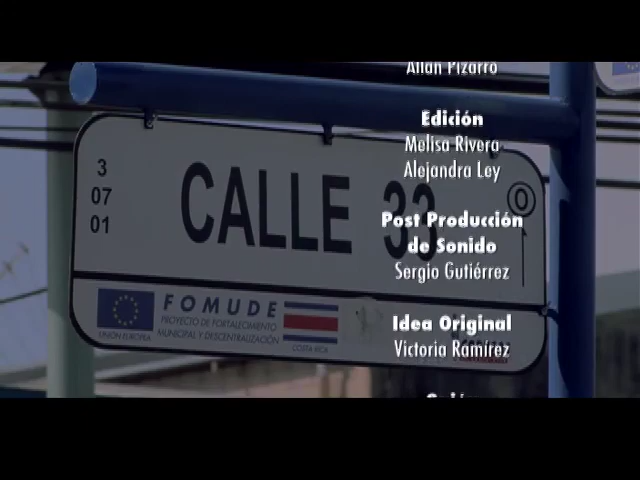 Allan Pizarro
Edición
Melisa Rivera
Alejandra Ley
Post Producción
de Sonido
Sergio Gutiérrez
Idea Original
Victoria Ramírez
3
07
01
CALLE 33
O
UNION EUROPEA
FOMUDE
PROYECTO DE FORTALECIMIENTO
MUNICIPAL Y DESCENTRALIZACIÓN
COSTA RICA